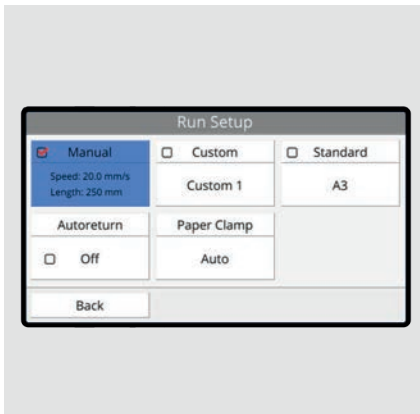 Run Setup
Manual
Speed: 20.0 mm/s
Length: 250 mm
Custom
Custom 1
Standard
A3
Autoreturn
Off
Paper Clamp
Auto
Back